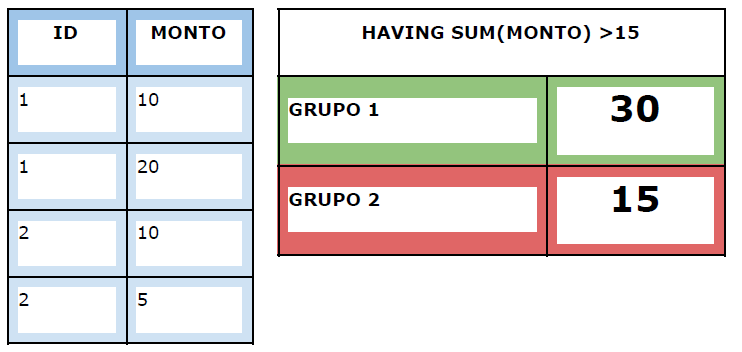 ID MONTO
1 10
1 20
2 10
2 5
HAVING SUM(MONTO) >15
GRUPO 1 30
GRUPO 2 15